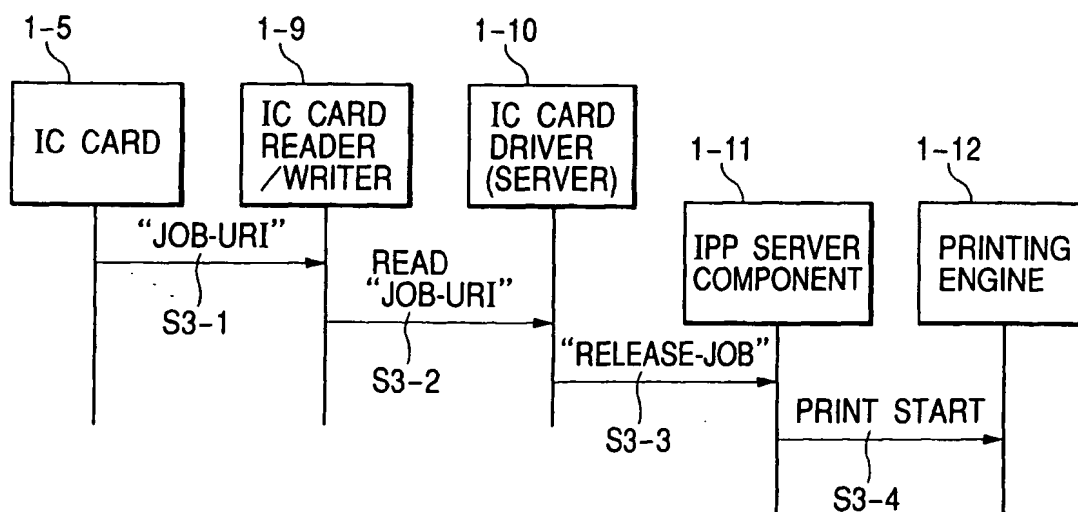 1-5
1-9
1-10
IC CARD
IC CARD
READER
/WRITER
IC CARD
DRIVER
(SERVER)
1-11
1-12
IPP SERVER
COMPONENT
PRINTING
ENGINE
“JOB-URI”
S3-1
READ
“JOB-URI”
S3-2
“RELEASE-JOB”
S3-3
PRINT START
S3-4